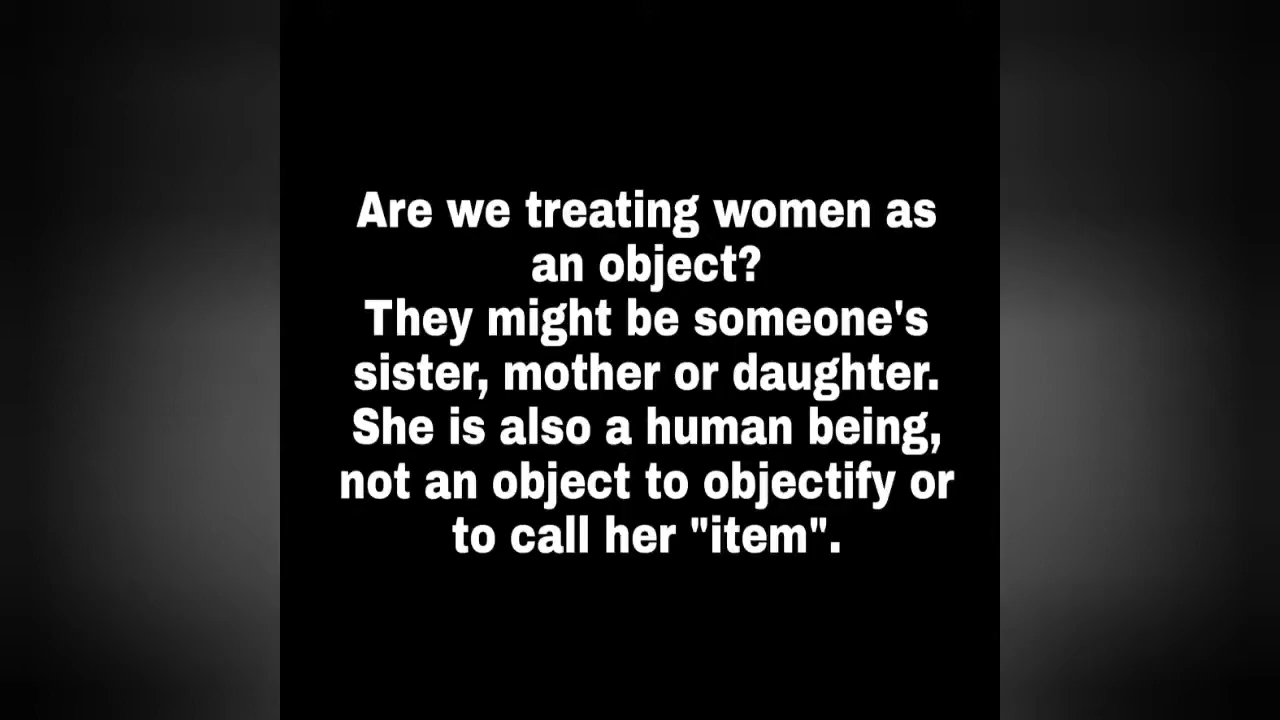 Are we treating women as
an object?
They might be someone's
sister, mother or daughter.
She is also a human being,
not an object to objectify or
to call her "item".